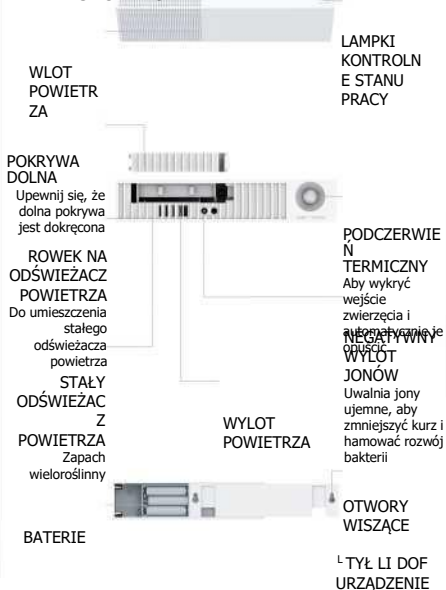 LAMPKI
KONTROLN
E STANU
PRACY
WLOT
POWIETR
ZA
POKRYWA
DOLNA
Upewnij się, że
dolna pokrywa
jest dokręcona
ROWEK NA
ODŚWIEŻACZ
POWIETRZA
Do umieszczenia
stałego
odświeżacza
powietrza
STAŁY
ODŚWIEŻAC
Z
POWIETRZA
Zapach
wieloroślinny
PODCZERWIE
Ń
TERMICZNY
Aby wykryć
wejście
zwierzęcia i
automatycznie je
opuścić
NEGATYWNY
WYLOT
JONÓW
Uwalnia jony
ujemne, aby
zmniejszyć kurz i
hamować rozwój
bakterii
WYLOT
POWIETRZA
BATERIE
OTWORY
WISZĄCE
└ TYŁ LI DOF
URZĄDZENIE